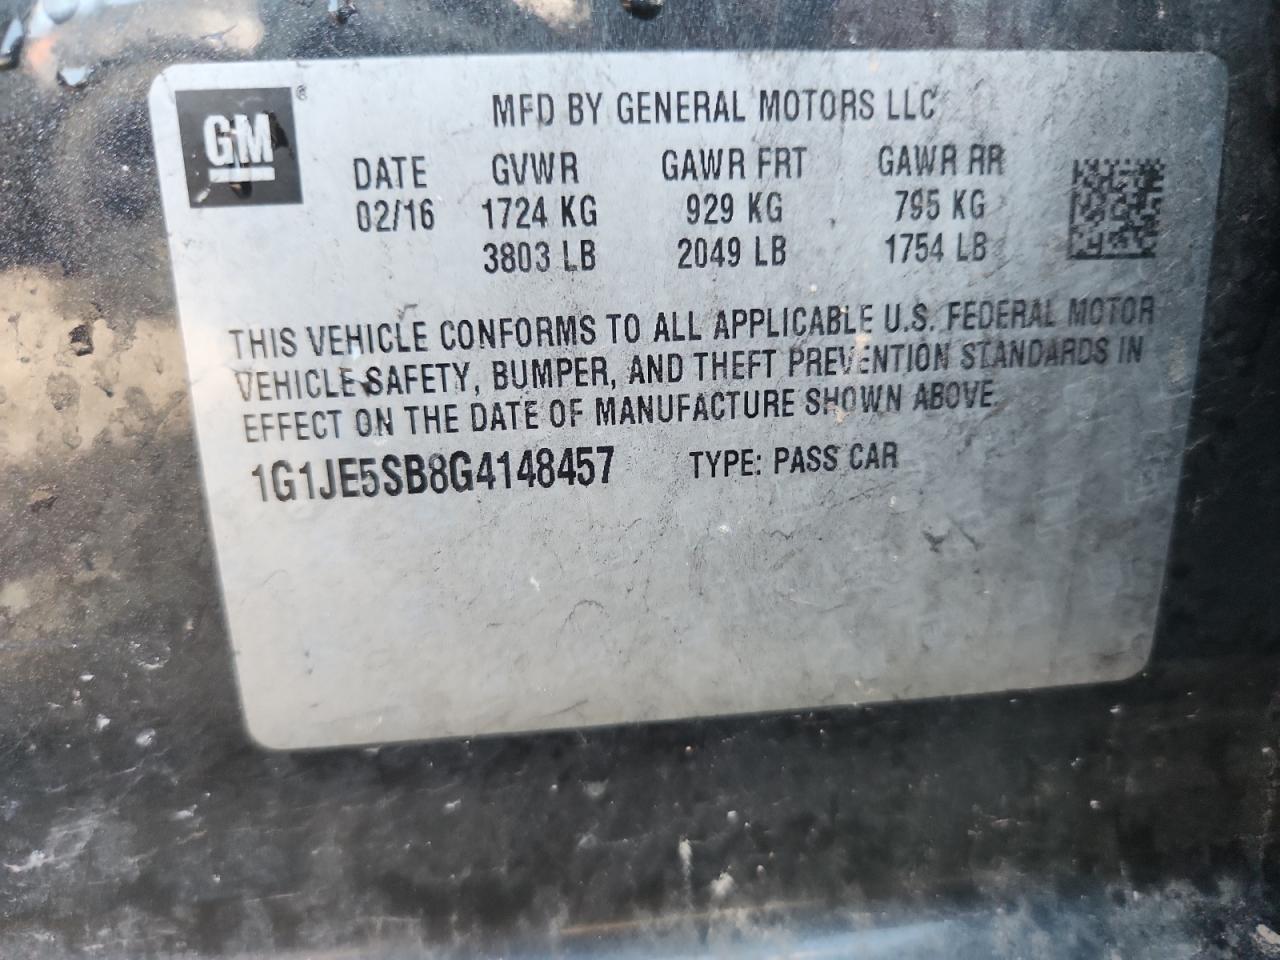 GM®
MFD BY GENERAL MOTORS LLC
DATE GVWR GAWR FRT GAWR RR
02/16 1724 KG 929 KG 795 KG
3803 LB 2049 LB 1754 LB
THIS VEHICLE CONFORMS TO ALL APPLICABLE U.S. FEDERAL MOTOR
VEHICLE SAFETY, BUMPER, AND THEFT PREVENTION STANDARDS IN
EFFECT ON THE DATE OF MANUFACTURE SHOWN ABOVE.
1G1JE5SB8G4148457 TYPE: PASS CAR